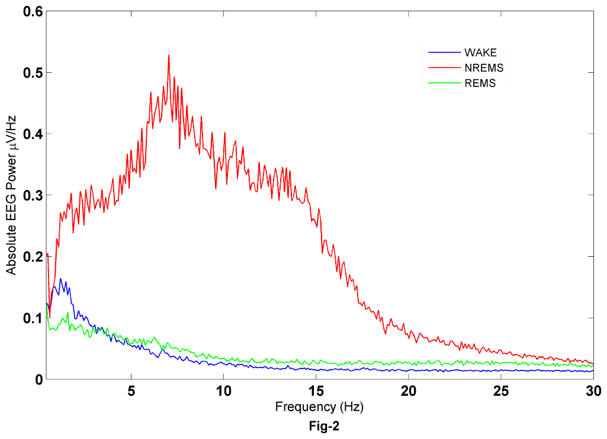 0.6
0.5
0.4
0.3
0.2
0.1
0
Absolute EEG Power µV/Hz
WAKE
NREMS
REMS
5 10 15 20 25 30
Frequency (Hz)
Fig-2